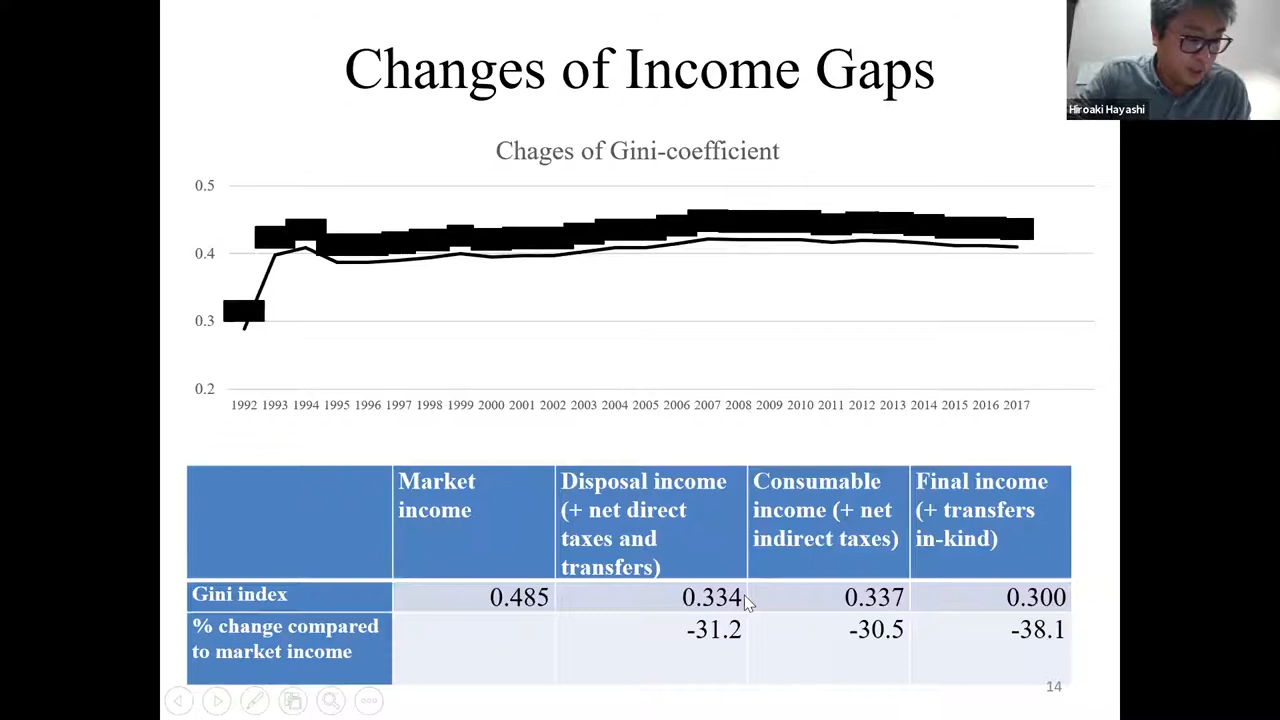 Changes of Income Gaps
Hiroaki Hayashi
Chages of Gini-coefficient
0.5
0.4
0.3
0.2
1992 1993 1994 1995 1996 1997 1998 1999 2000 2001 2002 2003 2004 2005 2006 2007 2008 2009 2010 2011 2012 2013 2014 2015 2016 2017
Market
income
Disposal income
(+ net direct
taxes and
transfers)
Consumable
income (+ net
indirect taxes)
Final income
(+ transfers
in-kind)
Gini index 0.485 0.334 0.337 0.300
% change compared
to market income
-31.2 -30.5 -38.1
14